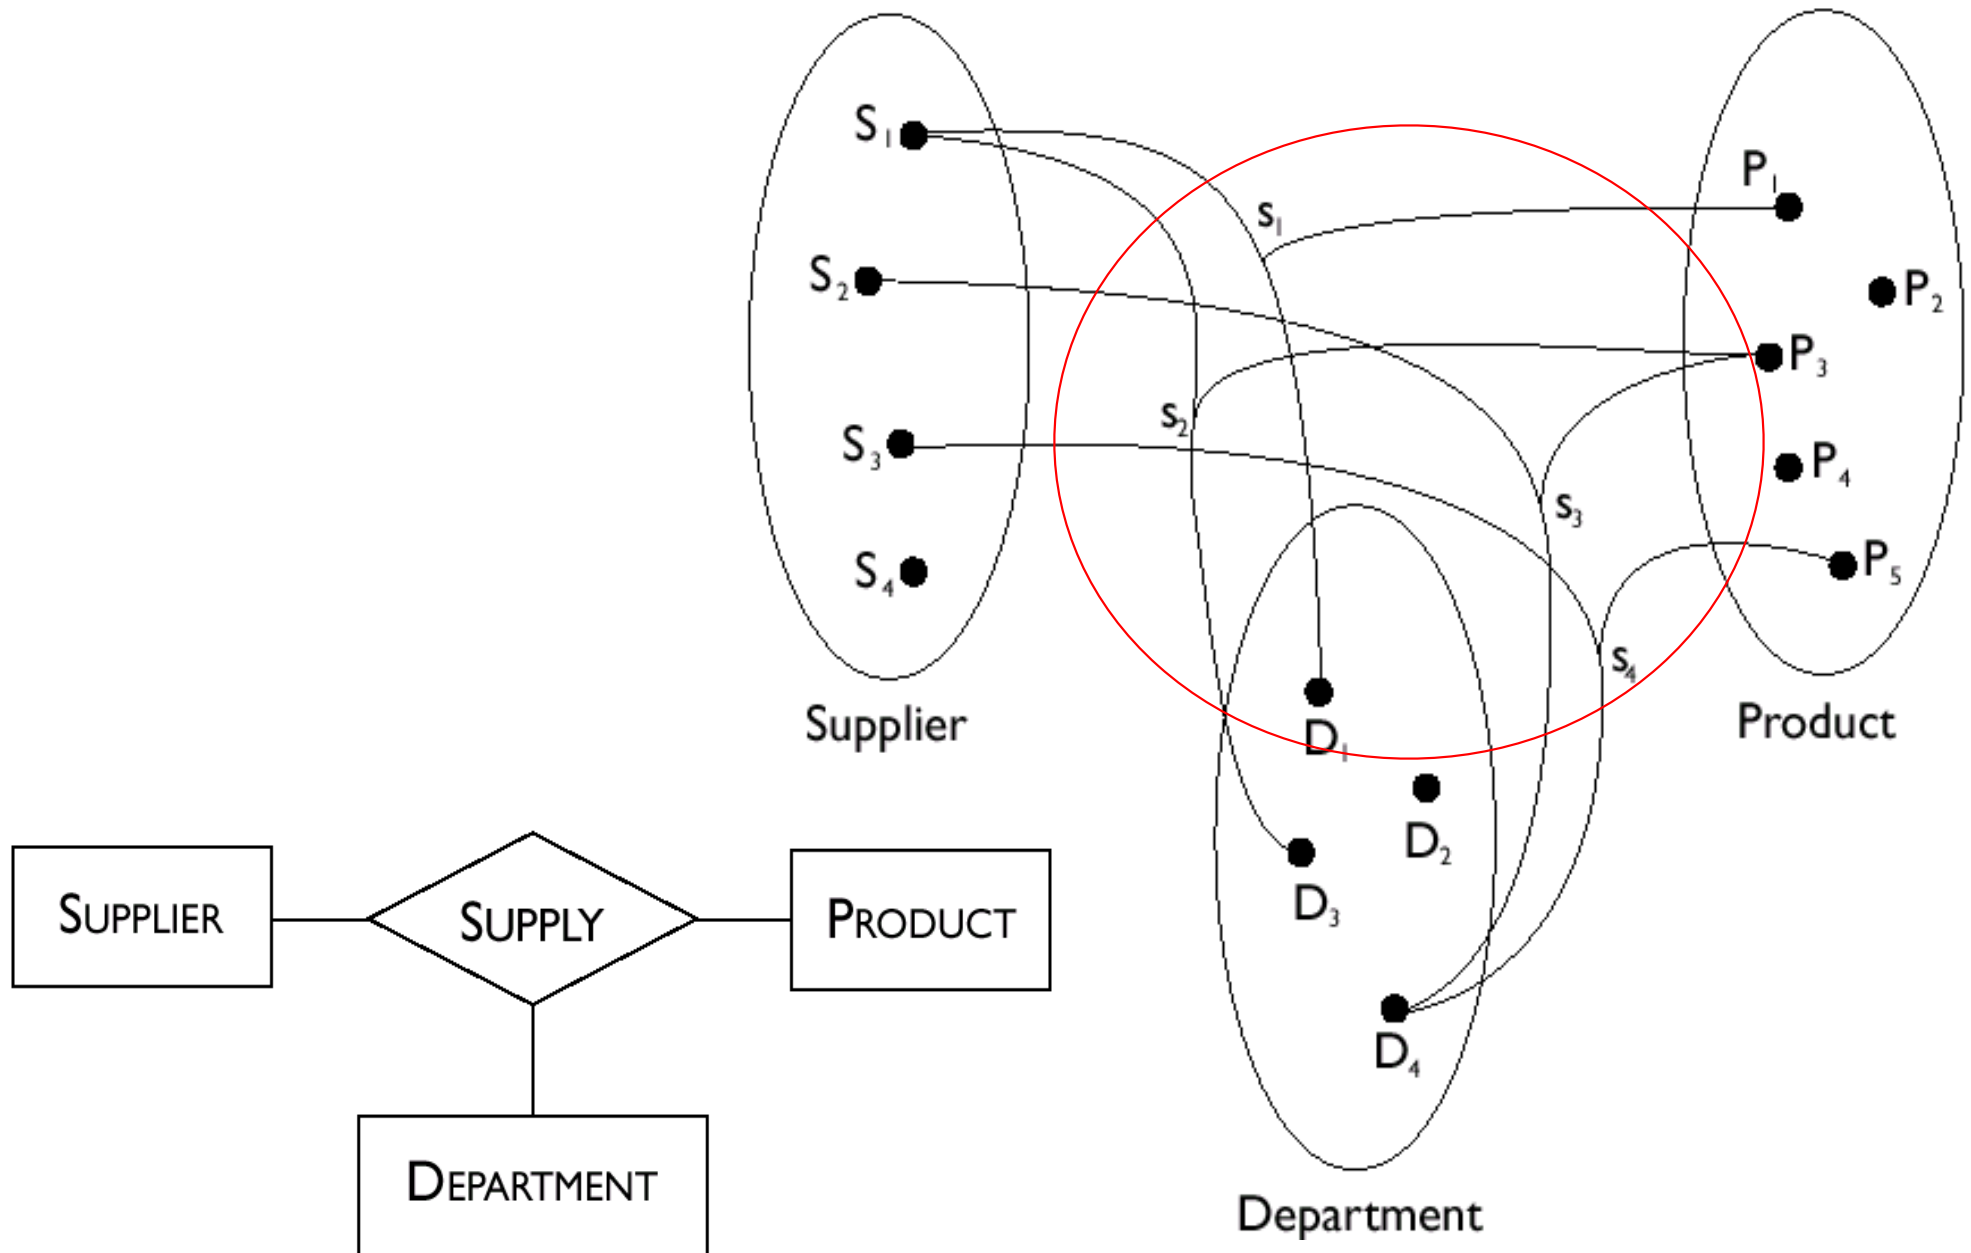 S₁
S₂
S₃
S₄
Supplier
s₁
s₂
s₃
s₄
P₁
P₂
P₃
P₄
P₅
Product
D₁
D₂
D₃
D₄
Department
SUPPLIER
SUPPLY
PRODUCT
DEPARTMENT